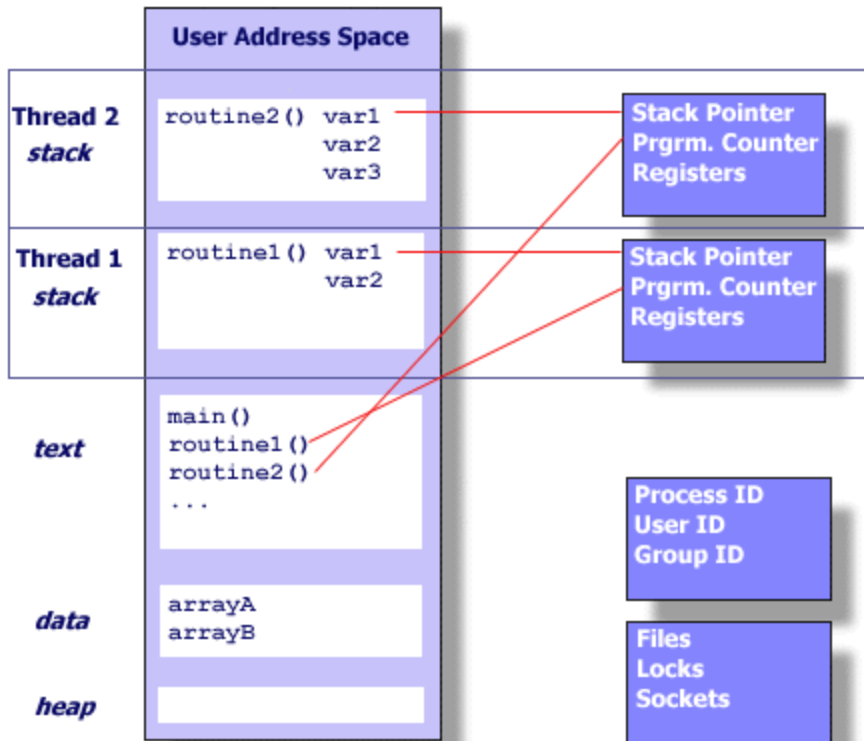 User Address Space
Thread 2
stack
routine2() var1
var2
var3
Stack Pointer
Prgrm. Counter
Registers
Thread 1
stack
routine1() var1
var2
Stack Pointer
Prgrm. Counter
Registers
text
main()
routine1()
routine2()
...
Process ID
User ID
Group ID
data
arrayA
arrayB
Files
Locks
Sockets
heap